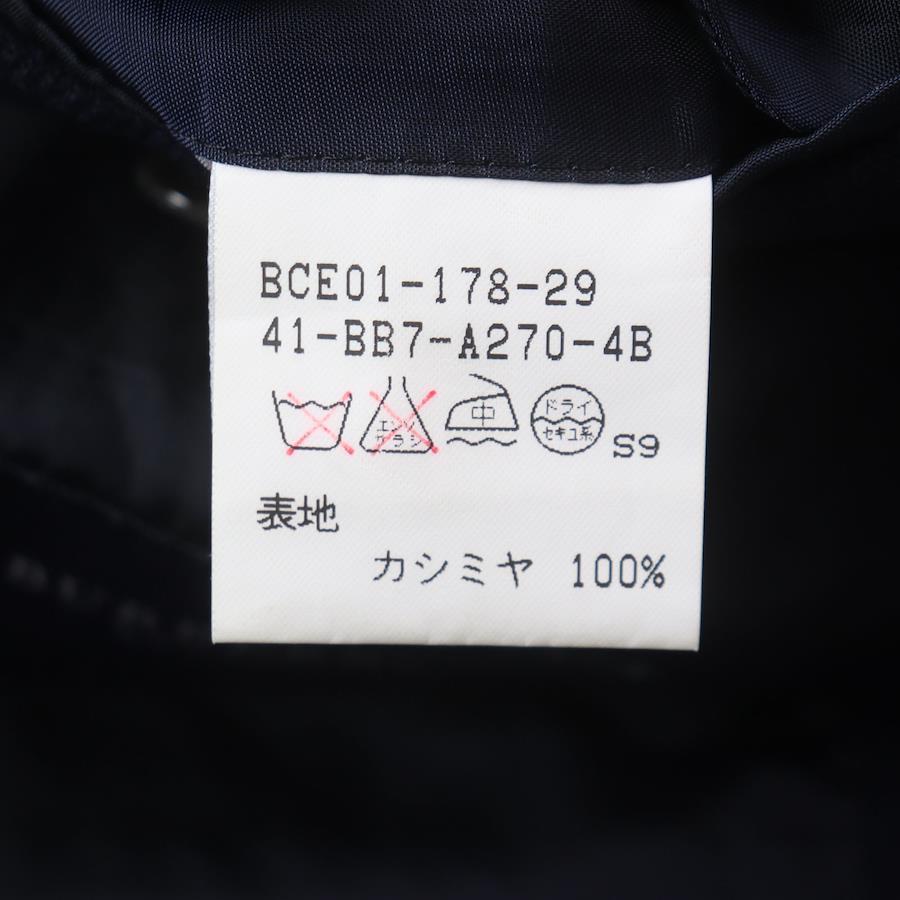 BCE01-178-29
41-BB7-A270-4B
エンソ
サラシ
中
ドライ
セキユ系
S9
表地
カシミヤ 100%